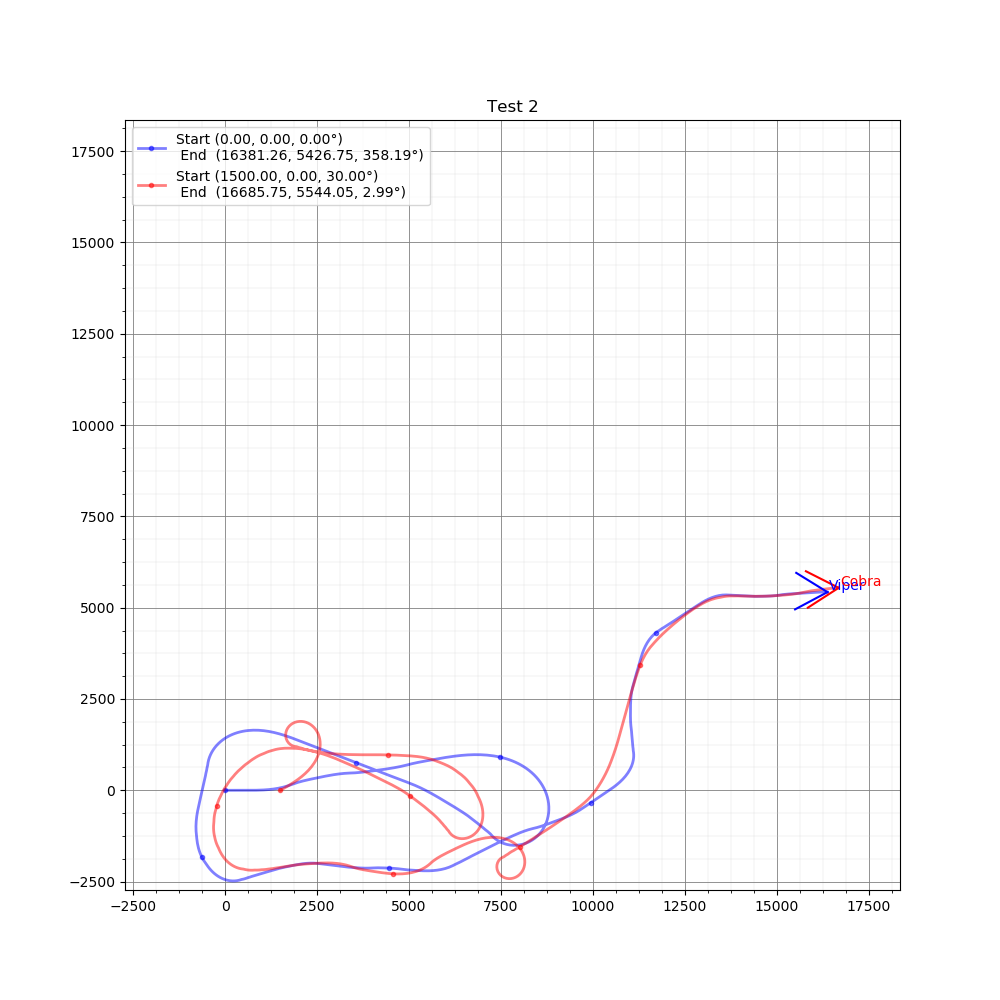 Test 2
Start (0.00, 0.00, 0.00°)
End (16381.26, 5426.75, 358.19°)
Start (1500.00, 0.00, 30.00°)
End (16685.75, 5544.05, 2.99°)
17500
15000
12500
10000
7500
5000
2500
0
−2500
Cobra
Viper
−2500 0 2500 5000 7500 10000 12500 15000 17500